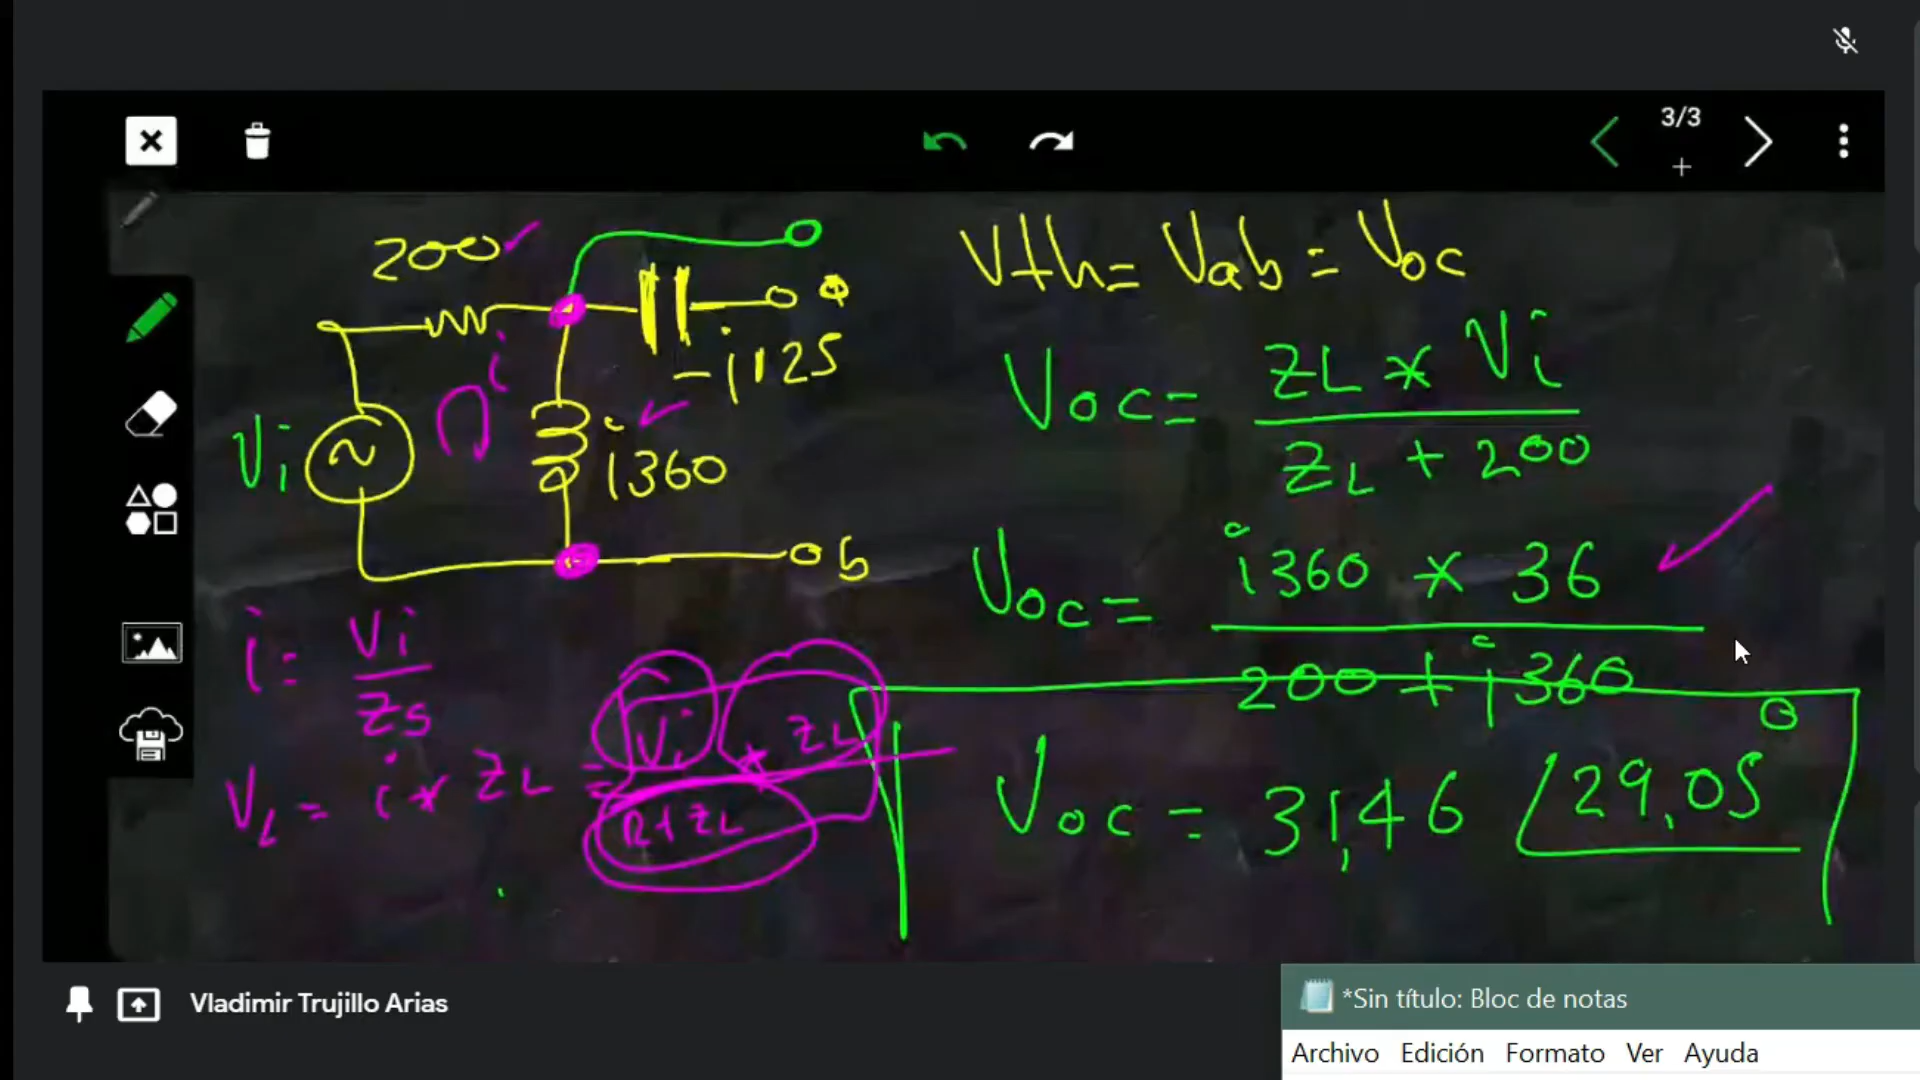 3/3
200
a
-j125
Vi
i
j360
b
i = Vi
Zs
VL = i * ZL = Vi * ZL
R + ZL
Vth = Vab = Voc
Voc = ZL * Vi
ZL + 200
Voc = j360 * 36
200 + j360
Voc = 31,46 ∠29,05°
Vladimir Trujillo Arias
*Sin título: Bloc de notas
Archivo Edición Formato Ver Ayuda